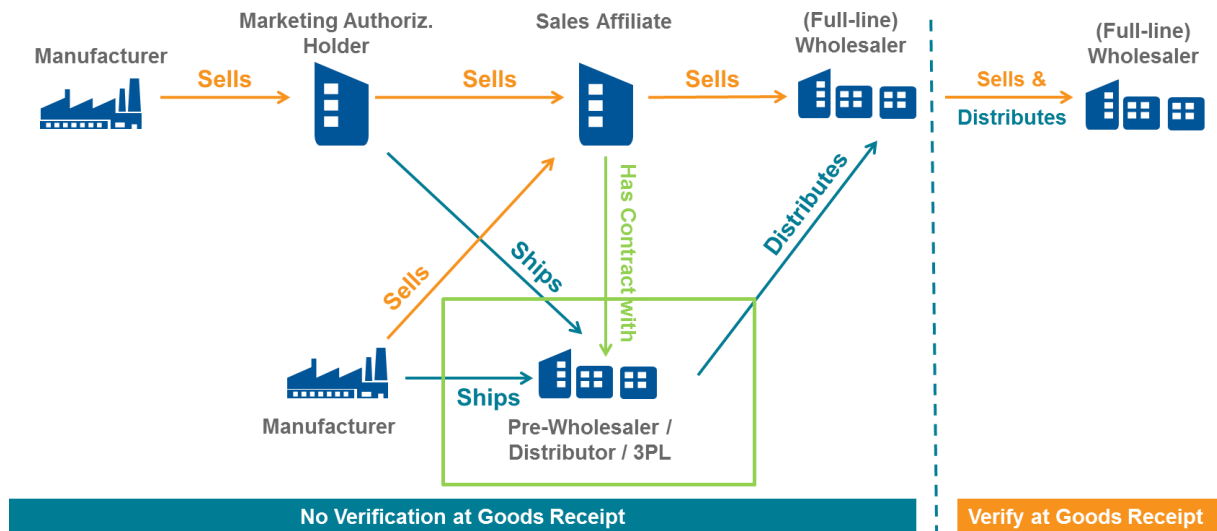 Marketing Authoriz.
Holder
Sales Affiliate
(Full-line)
Wholesaler
(Full-line)
Wholesaler
Manufacturer
Sells
Sells
Sells
Sells &
Distributes
Has Contract with
Distributes
Ships
Sells
Ships
Manufacturer
Pre-Wholesaler /
Distributor / 3PL
No Verification at Goods Receipt
Verify at Goods Receipt